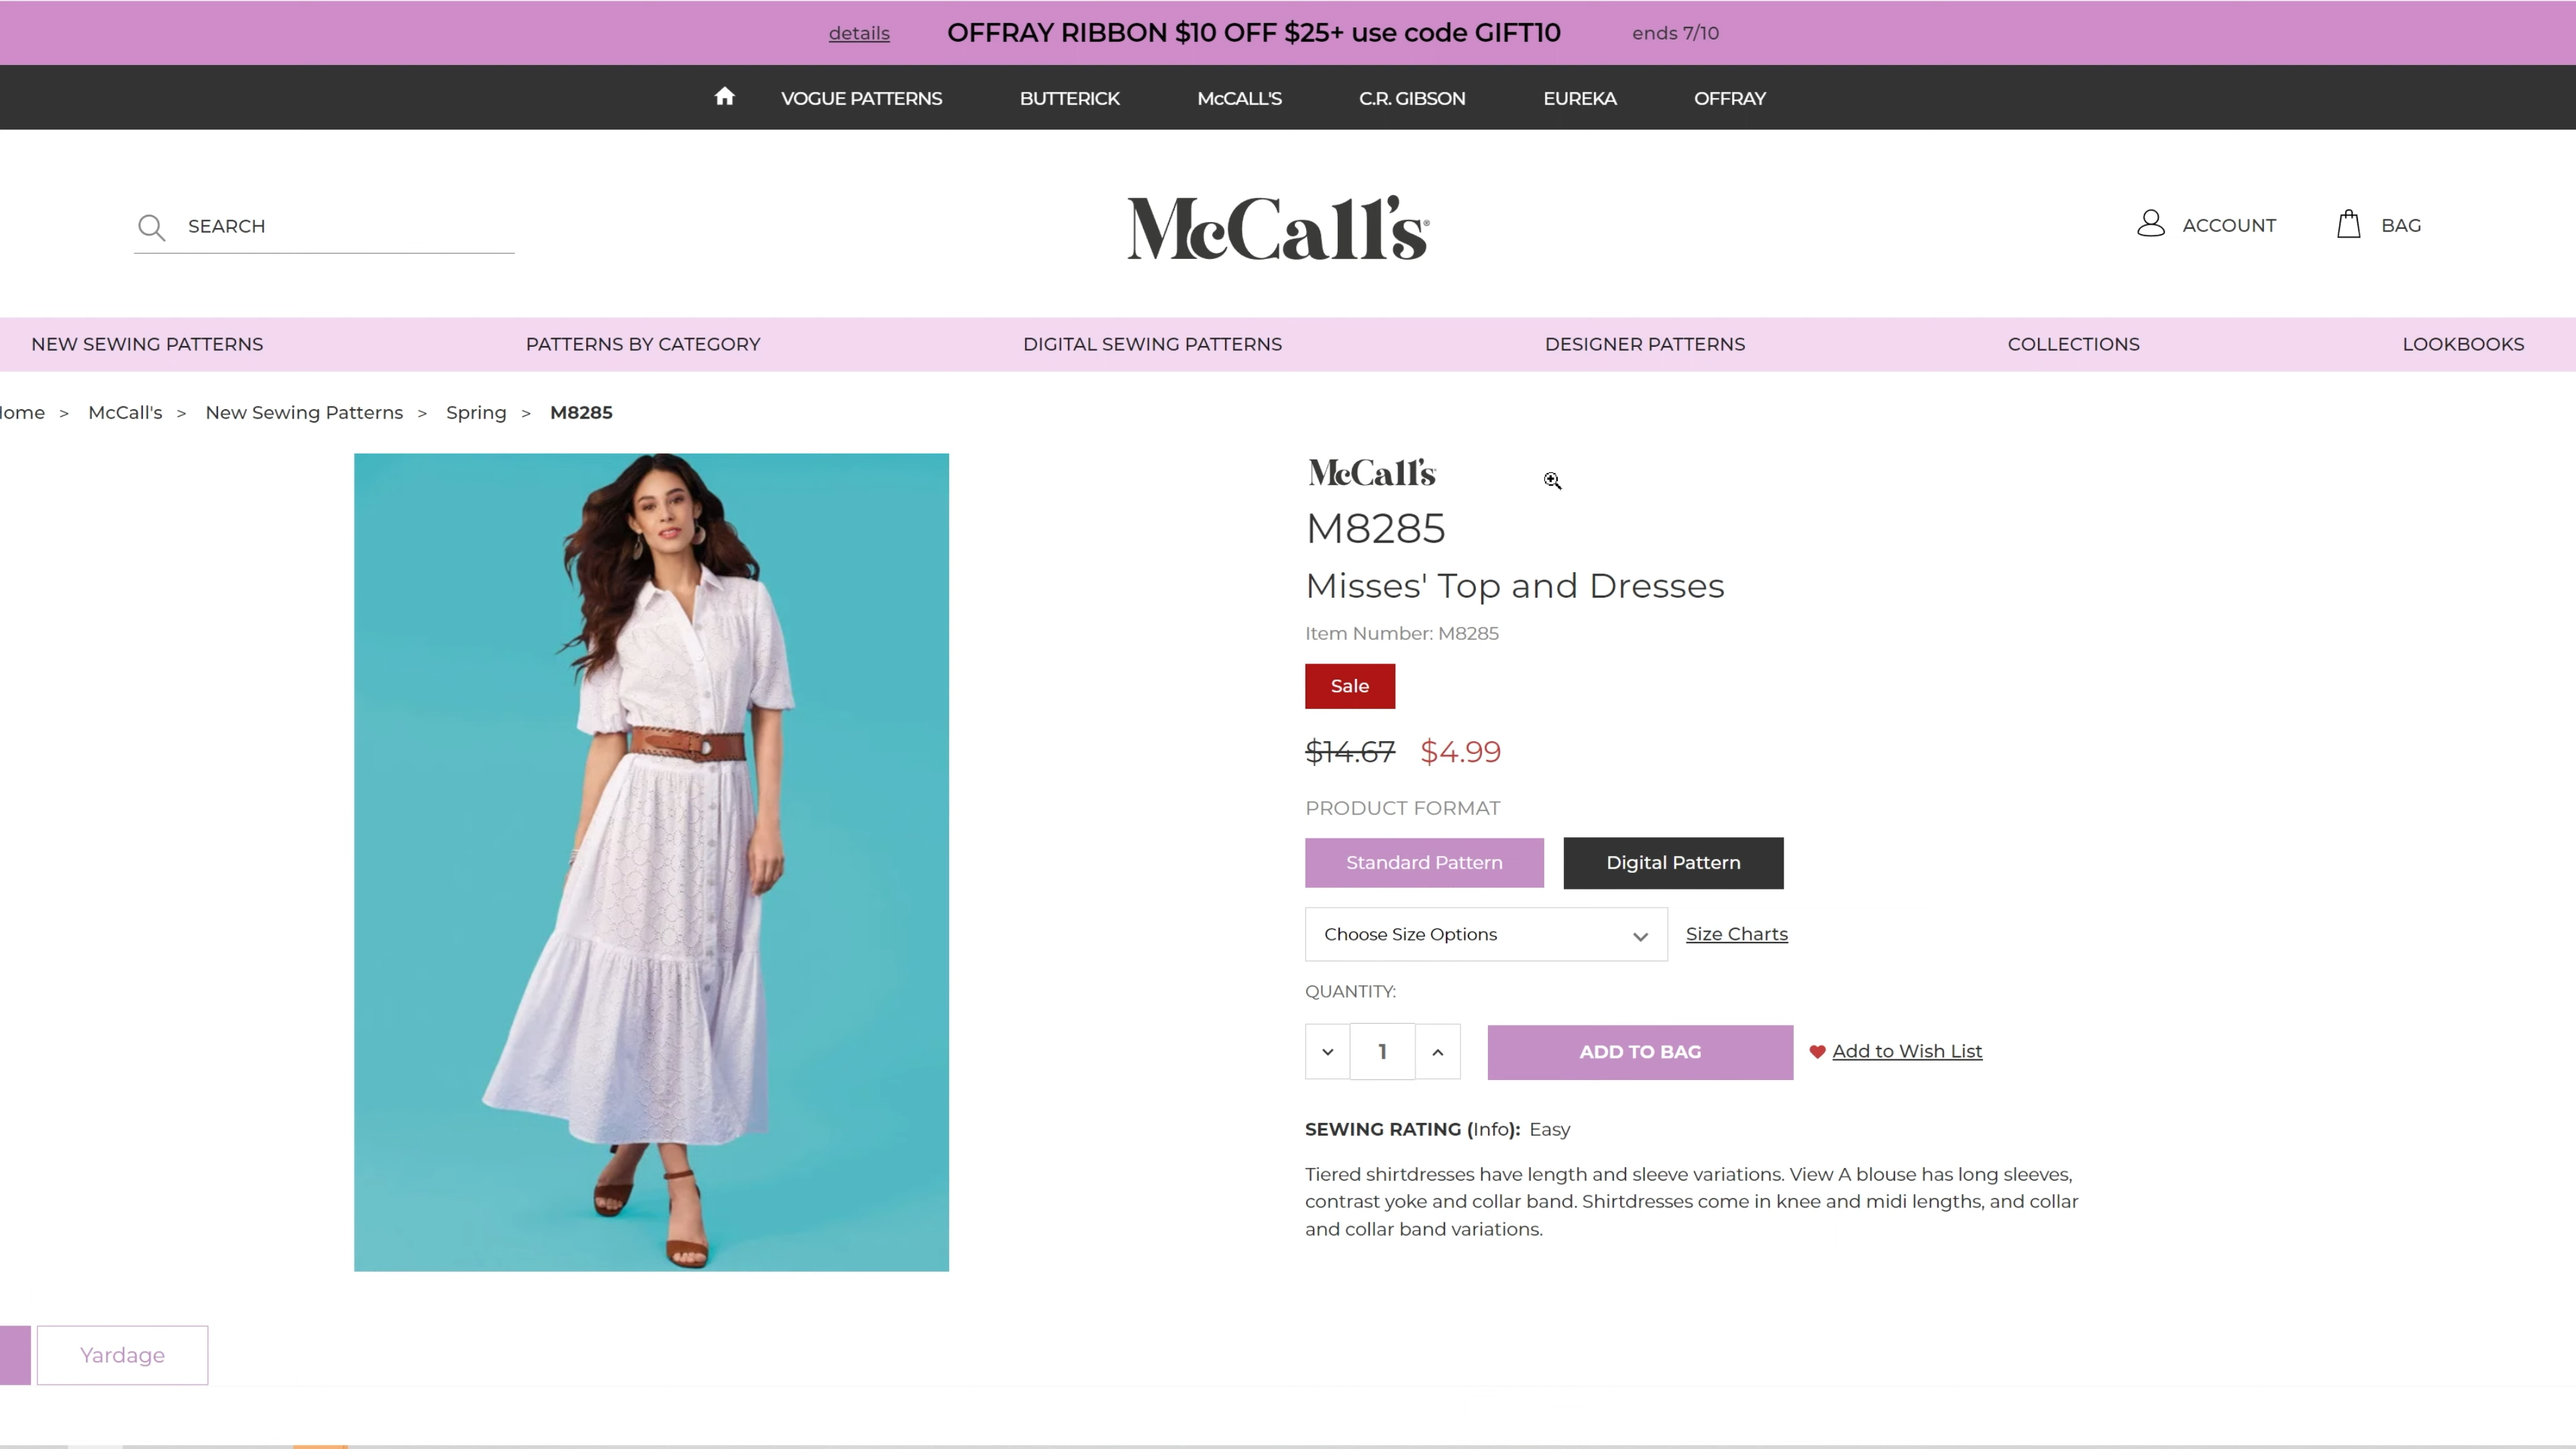 details OFFRAY RIBBON $10 OFF $25+ use code GIFT10 ends 7/10
VOGUE PATTERNS BUTTERICK McCALL'S C.R. GIBSON EUREKA OFFRAY
SEARCH McCall's ACCOUNT BAG
NEW SEWING PATTERNS PATTERNS BY CATEGORY DIGITAL SEWING PATTERNS DESIGNER PATTERNS COLLECTIONS LOOKBOOKS
ome > McCall's > New Sewing Patterns > Spring > M8285
McCall's
M8285
Misses' Top and Dresses
Item Number: M8285
Sale
$14.67 $4.99
PRODUCT FORMAT
Standard Pattern Digital Pattern
Choose Size Options Size Charts
QUANTITY:
1 ADD TO BAG Add to Wish List
SEWING RATING (Info): Easy
Tiered shirtdresses have length and sleeve variations. View A blouse has long sleeves,
contrast yoke and collar band. Shirtdresses come in knee and midi lengths, and collar
and collar band variations.
Yardage